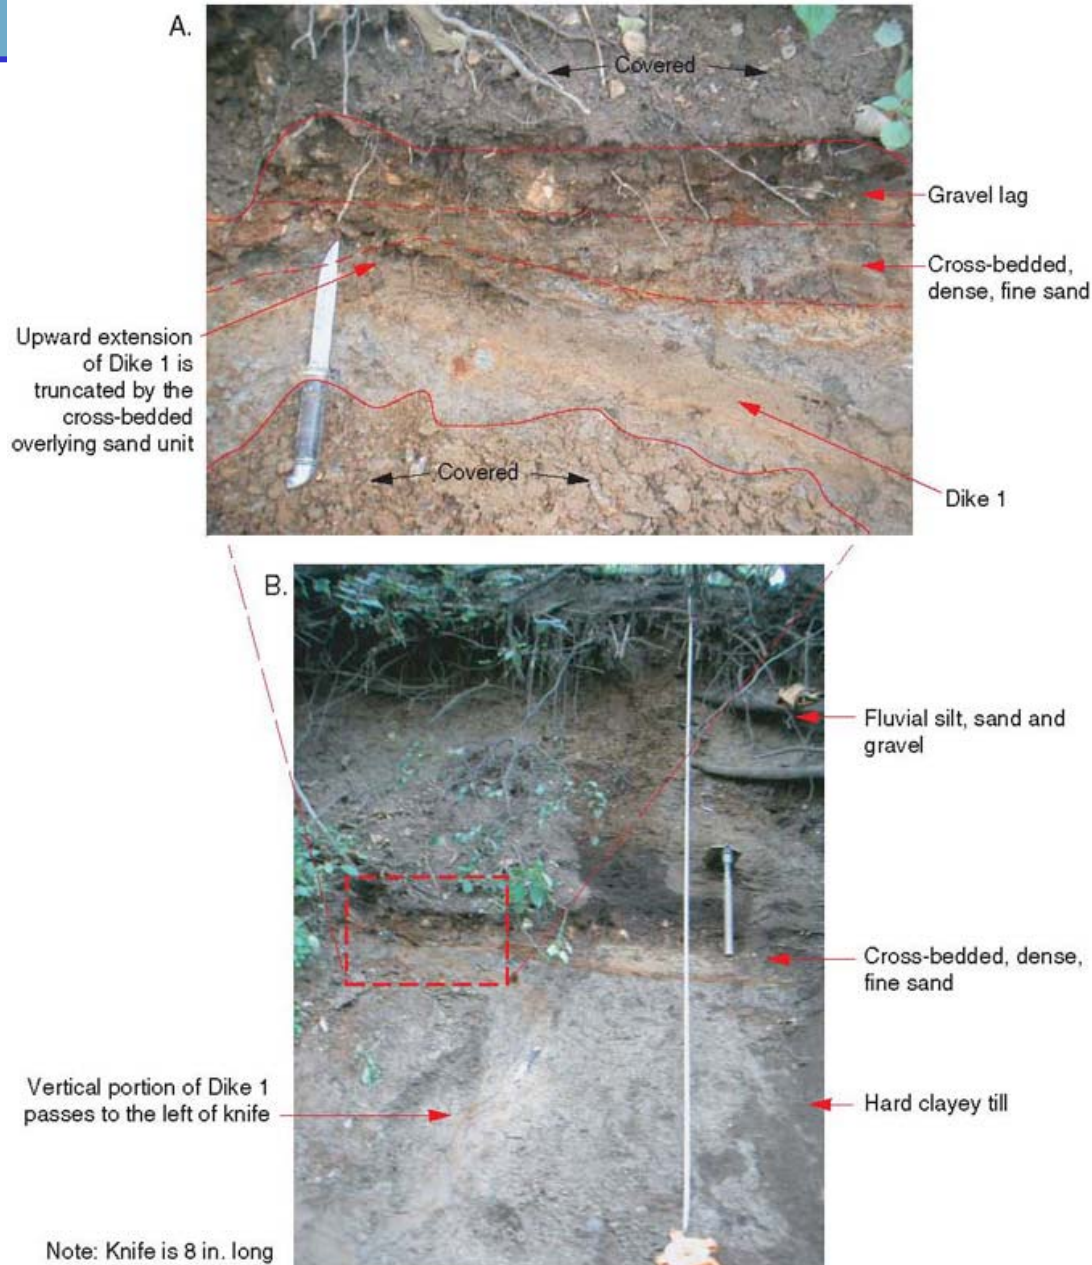 A.
Covered
Gravel lag
Cross-bedded,
dense, fine sand
Upward extension
of Dike 1 is
truncated by the
cross-bedded
overlying sand unit
Covered
Dike 1
B.
Fluvial silt, sand and
gravel
Cross-bedded, dense,
fine sand
Vertical portion of Dike 1
passes to the left of knife
Hard clayey till
Note: Knife is 8 in. long